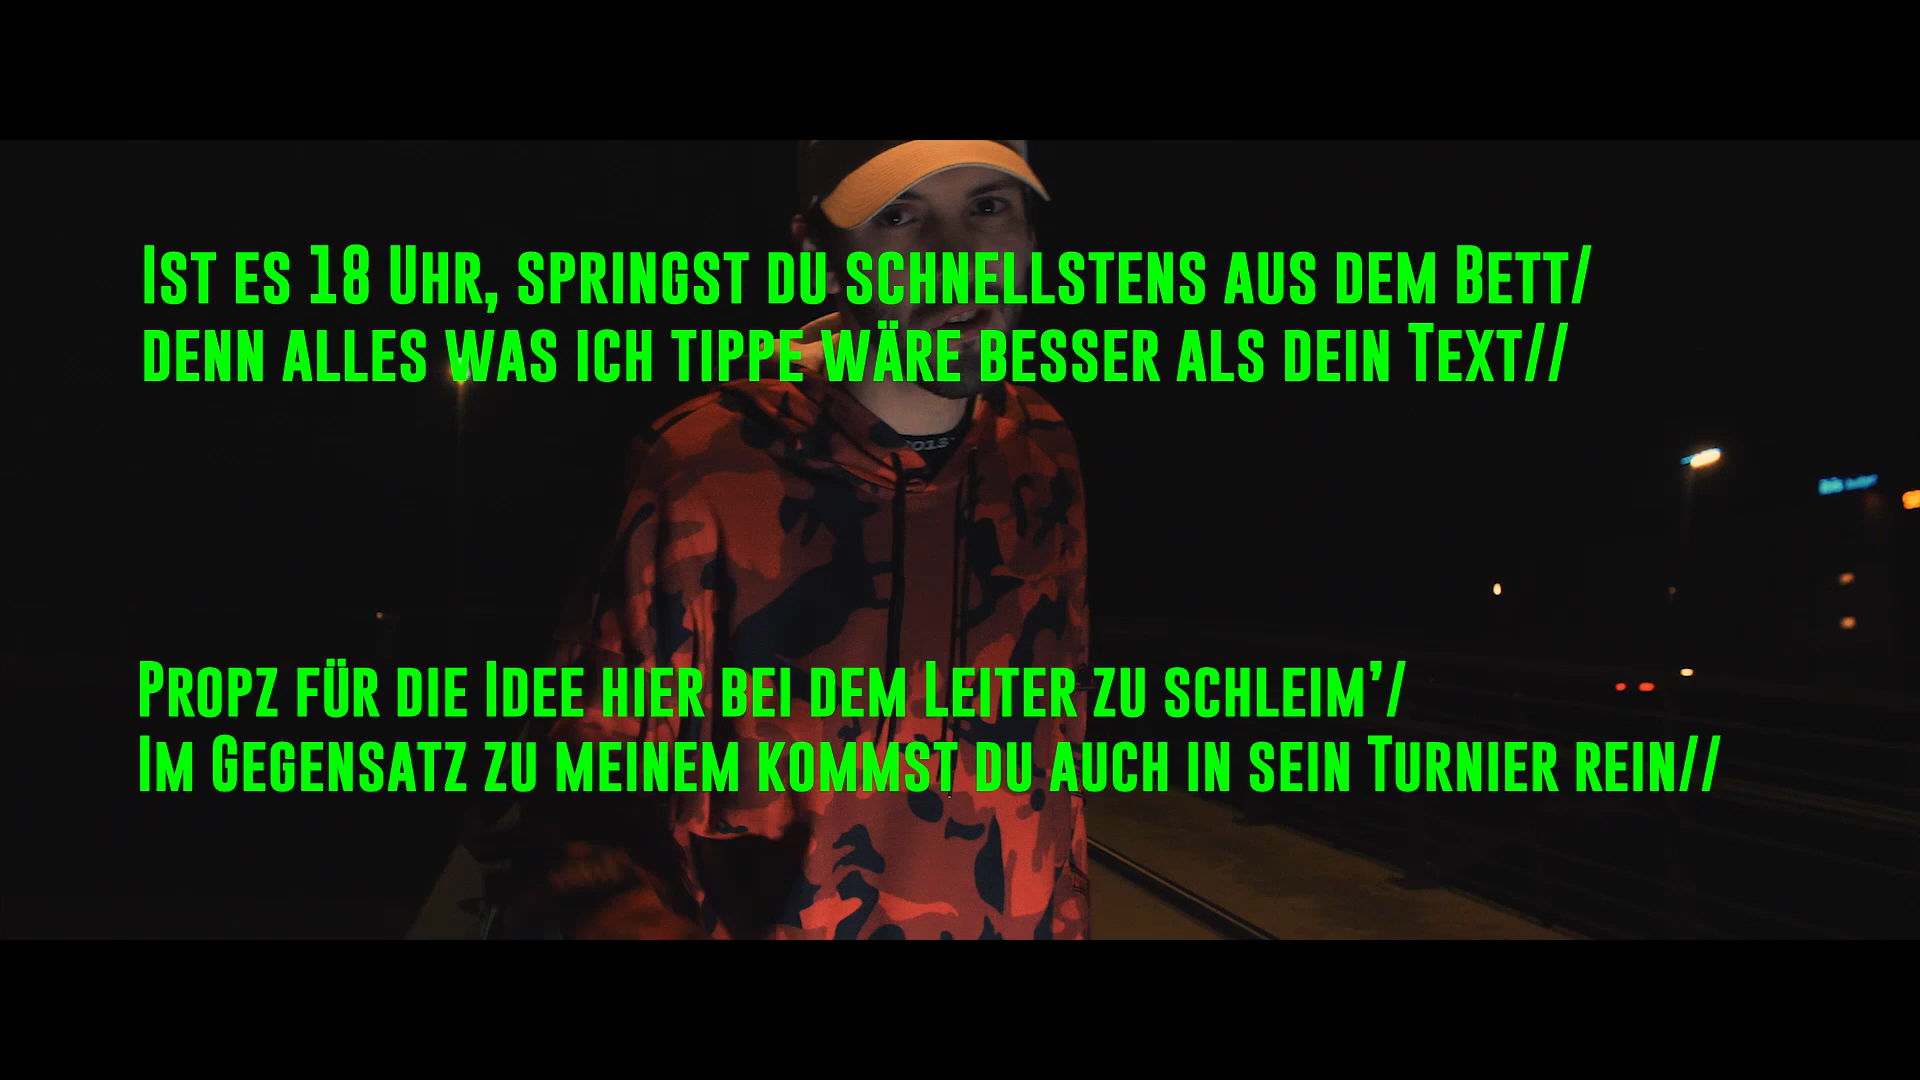 Ist es 18 Uhr, springst du schnellstens aus dem Bett/
denn alles was ich tippe wäre besser als dein Text//
013
Propz für die Idee hier bei dem Leiter zu schleim’/
Im Gegensatz zu meinem kommst du auch in sein Turnier rein//